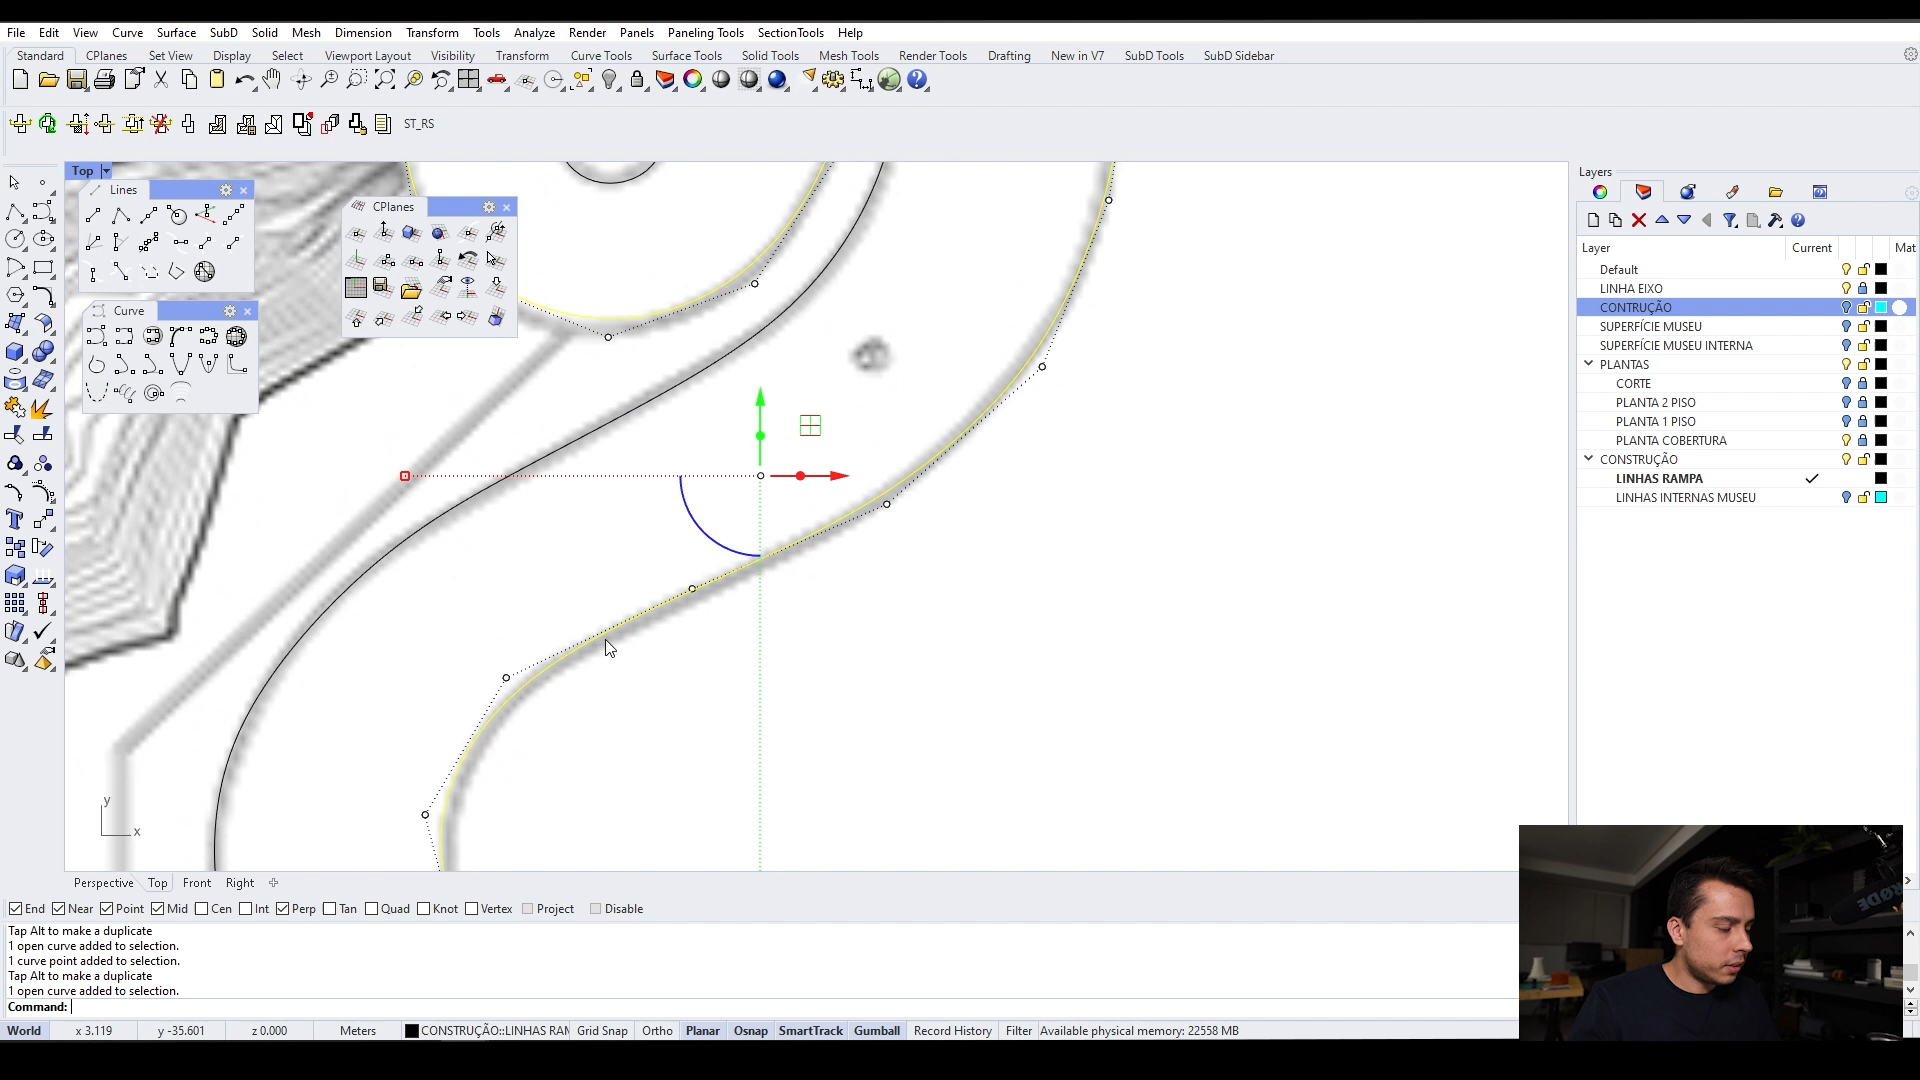 File Edit View Curve Surface SubD Solid Mesh Dimension Transform Tools Analyze Render Panels Paneling Tools SectionTools Help
Standard CPlanes Set View Display Select Viewport Layout Visibility Transform Curve Tools Surface Tools Solid Tools Mesh Tools Render Tools Drafting New in V7 SubD Tools SubD Sidebar
ST_RS
Top
Lines
CPlanes
Curve
y
x
Layers
Layer Current Mat
Default
LINHA EIXO
CONTRUÇÃO
SUPERFÍCIE MUSEU
SUPERFÍCIE MUSEU INTERNA
PLANTAS
CORTE
PLANTA 2 PISO
PLANTA 1 PISO
PLANTA COBERTURA
CONSTRUÇÃO
LINHAS RAMPA
LINHAS INTERNAS MUSEU
Perspective Top Front Right
End Near Point Mid Cen Int Perp Tan Quad Knot Vertex Project Disable
Tap Alt to make a duplicate
1 open curve added to selection.
1 curve point added to selection.
Tap Alt to make a duplicate
1 open curve added to selection.
Command:
World x 3.119 y -35.601 z 0.000 Meters CONSTRUÇÃO::LINHAS RAM Grid Snap Ortho Planar Osnap SmartTrack Gumball Record History Filter Available physical memory: 22558 MB
RØDE